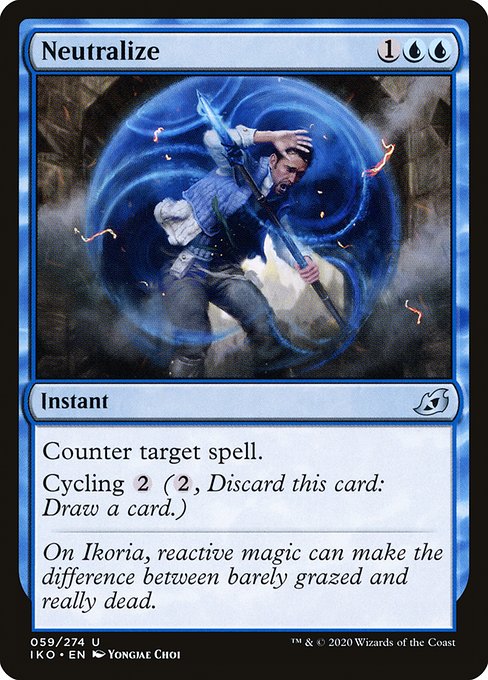 Neutralize 1
Instant
Counter target spell.
Cycling 2 (2, Discard this card:
Draw a card.)
On Ikoria, reactive magic can make the
difference between barely grazed and
really dead.
059/274 U
IKO • EN Yongjae Choi
™ & © 2020 Wizards of the Coast